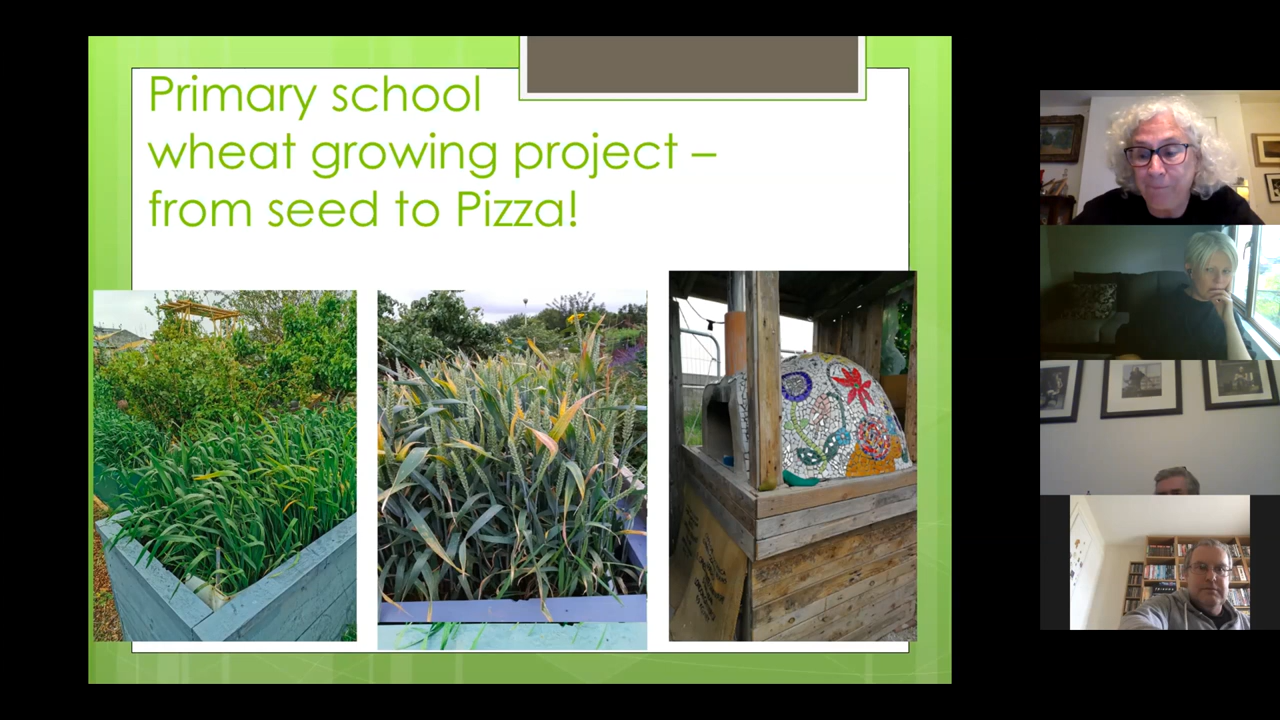 Primary school
wheat growing project –
from seed to Pizza!